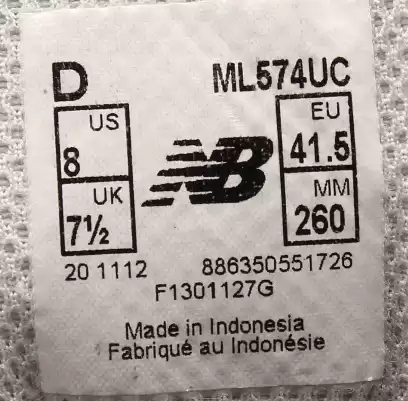 D ML574UC
US EU
8 41.5
UK MM
7½ 260
NB
20 1112 886350551726
F1301127G
Made in Indonesia
Fabriqué au Indonésie